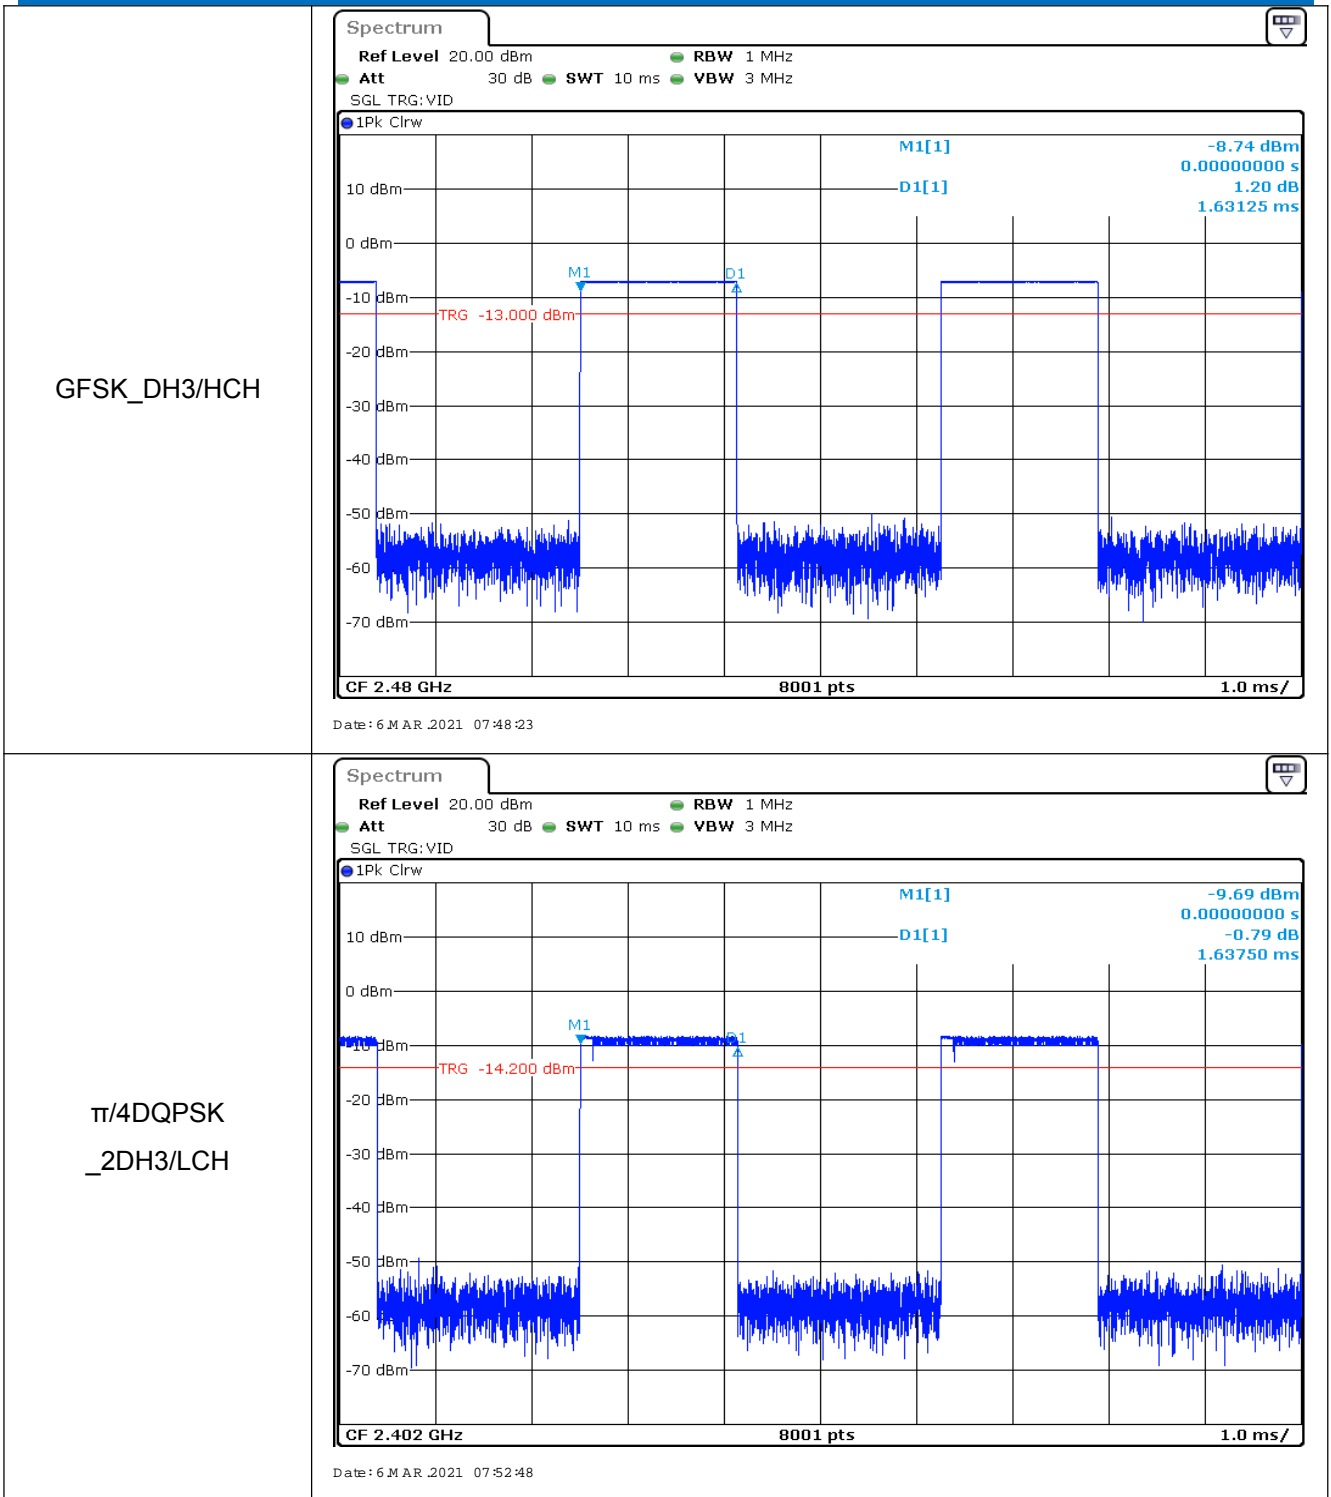 GFSK_DH3/HCH
Spectrum
Ref Level 20.00 dBm RBW 1 MHz
Att 30 dB SWT 10 ms VBW 3 MHz
SGL TRG:VID
1Pk Clrw
M1[1] -8.74 dBm
0.00000000 s
10 dBm D1[1] 1.20 dB
1.63125 ms
0 dBm
M1 D1
-10 dBm
TRG -13.000 dBm
-20 dBm
-30 dBm
-40 dBm
-50 dBm
-60
-70 dBm
CF 2.48 GHz 8001 pts 1.0 ms/
Date: 6.MAR.2021 07:48:23
π/4DQPSK
_2DH3/LCH
Spectrum
Ref Level 20.00 dBm RBW 1 MHz
Att 30 dB SWT 10 ms VBW 3 MHz
SGL TRG:VID
1Pk Clrw
M1[1] -9.69 dBm
0.00000000 s
10 dBm D1[1] -0.79 dB
1.63750 ms
0 dBm
M1 D1
-10 dBm
TRG -14.200 dBm
-20 dBm
-30 dBm
-40 dBm
-50 dBm
-60
-70 dBm
CF 2.402 GHz 8001 pts 1.0 ms/
Date: 6.MAR.2021 07:52:48